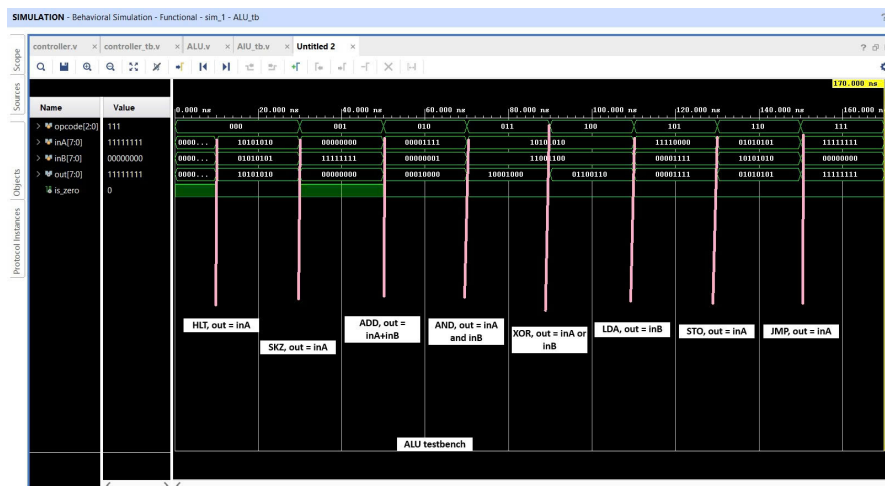 SIMULATION - Behavioral Simulation - Functional - sim_1 - ALU_tb
?
controller.v × controller_tb.v × ALU.v × AlU_tb.v × Untitled 2 ×
Scope
Sources
Objects
Protocol Instances
170.000 ns
Name Value 0.000 ns 20.000 ns 40.000 ns 60.000 ns 80.000 ns 100.000 ns 120.000 ns 140.000 ns 160.000 n
opcode[2:0] 111 000 001 010 011 100 101 110 111
inA[7:0] 11111111 0000... 10101010 00000000 00001111 10101010 11110000 01010101 11111111
inB[7:0] 00000000 0000... 01010101 11111111 00000001 11001100 00001111 10101010 00000000
out[7:0] 11111111 0000... 10101010 00000000 00010000 10001000 01100110 00001111 01010101 11111111
is_zero 0
HLT, out = inA
SKZ, out = inA
ADD, out =
inA+inB
AND, out = inA
and inB
XOR, out = inA or
inB
LDA, out = inB
STO, out = inA
JMP, out = inA
ALU testbench